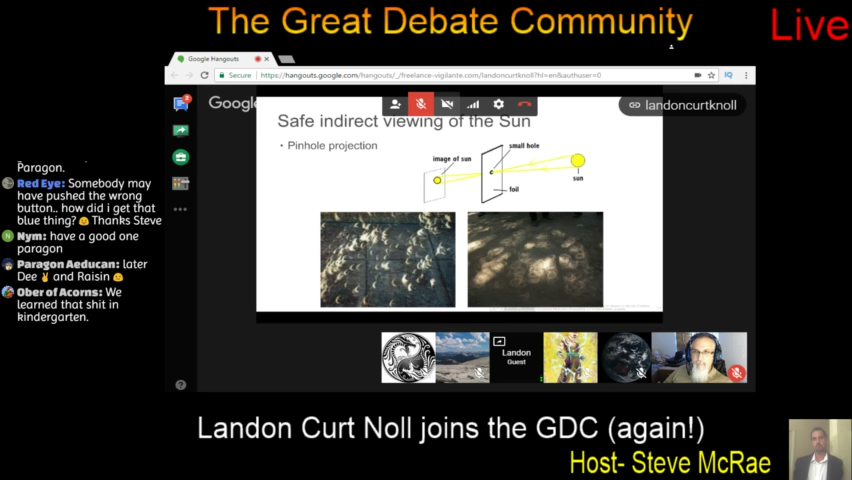 The Great Debate Community
Live
Google Hangouts
Secure
https://hangouts.google.com/hangouts/_/freelance-vigilante.com/landoncurtknoll?hl=en&authuser=0
Google
landoncurtknoll
Safe indirect viewing of the Sun
• Pinhole projection
small hole
image of sun
sun
foil
Paragon.
Red Eye: Somebody may
have pushed the wrong
button.. how did i get that
blue thing? 🙂 Thanks Steve
Nym: have a good one
paragon
Paragon Aeducan: later
Dee ✌ and Raisin 🙂
Ober of Acorns: We
learned that shit in
kindergarten.
Landon
Guest
Landon Curt Noll joins the GDC (again!)
Host- Steve McRae